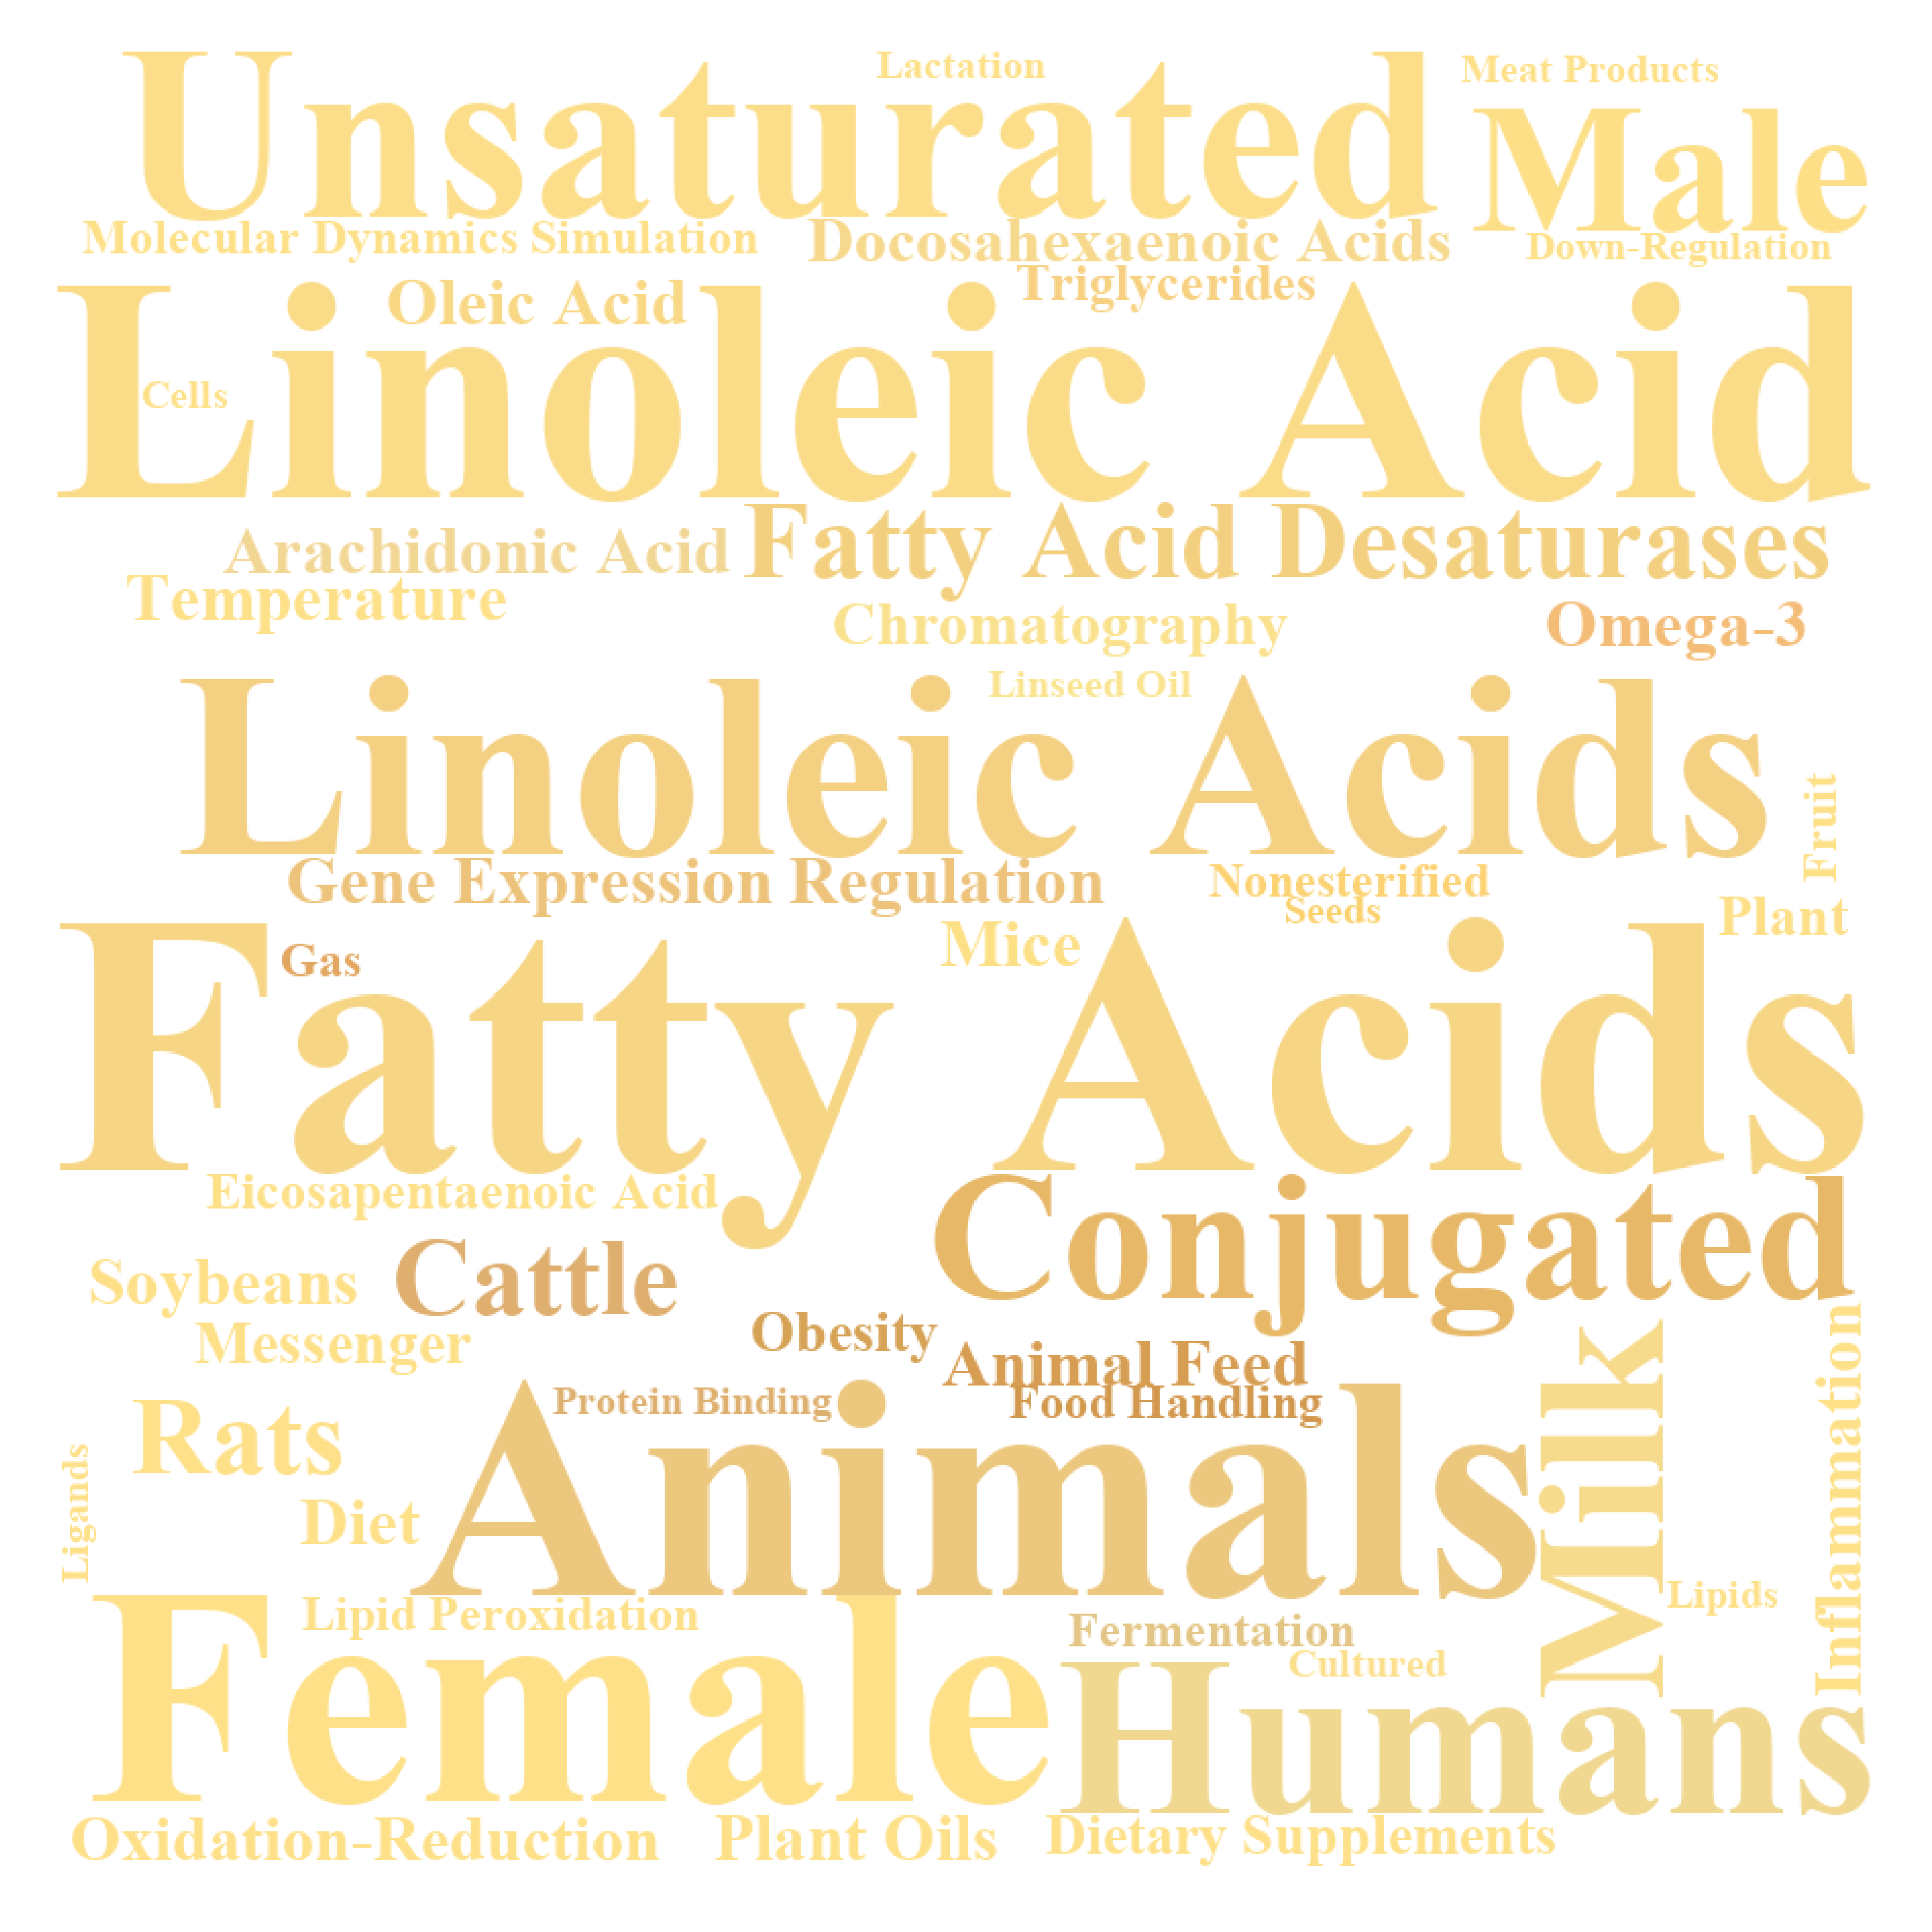 Lactation
Meat Products
Unsaturated
Male
Molecular Dynamics Simulation
Docosahexaenoic Acids
Down-Regulation
Triglycerides
Oleic Acid
Linoleic Acid
Cells
Arachidonic Acid
Fatty Acid Desaturases
Temperature
Chromatography
Omega-3
Linseed Oil
Linoleic Acids
Fruit
Gene Expression Regulation
Nonesterified
Seeds
Plant
Mice
Gas
Fatty Acids
Eicosapentaenoic Acid
Conjugated
Soybeans
Cattle
Messenger
Obesity
Animal Feed
Food Handling
Protein Binding
Milk
Inflammation
Rats
Animals
Ligands
Diet
Lipid Peroxidation
Lipids
Fermentation
Cultured
Female
Humans
Oxidation-Reduction
Plant Oils
Dietary Supplements